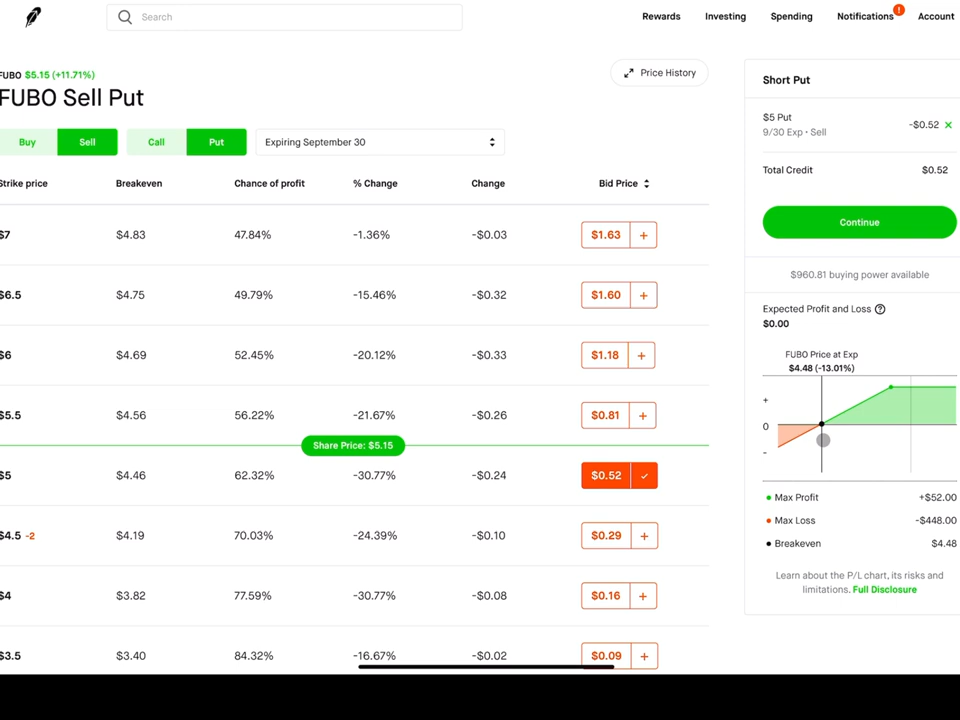 Search
Rewards Investing Spending Notifications Account
FUBO $5.15 (+11.71%)
FUBO Sell Put
Price History
Buy Sell Call Put Expiring September 30
Strike price Breakeven Chance of profit % Change Change Bid Price
$7 $4.83 47.84% -1.36% -$0.03 $1.63 +
$6.5 $4.75 49.79% -15.46% -$0.32 $1.60 +
$6 $4.69 52.45% -20.12% -$0.33 $1.18 +
$5.5 $4.56 56.22% -21.67% -$0.26 $0.81 +
Share Price: $5.15
$5 $4.46 62.32% -30.77% -$0.24 $0.52 ✓
$4.5 -2 $4.19 70.03% -24.39% -$0.10 $0.29 +
$4 $3.82 77.59% -30.77% -$0.08 $0.16 +
$3.5 $3.40 84.32% -16.67% -$0.02 $0.09 +
Short Put
$5 Put
9/30 Exp • Sell
-$0.52 ×
Total Credit $0.52
Continue
$960.81 buying power available
Expected Profit and Loss ?
$0.00
FUBO Price at Exp
$4.48 (-13.01%)
+
0
-
Max Profit +$52.00
Max Loss -$448.00
Breakeven $4.48
Learn about the P/L chart, its risks and
limitations. Full Disclosure